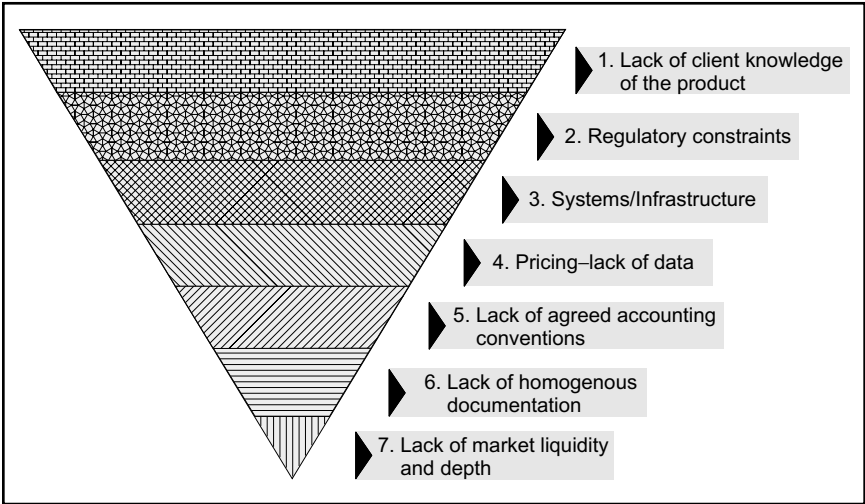 1. Lack of client knowledge
of the product
2. Regulatory constraints
3. Systems/Infrastructure
4. Pricing–lack of data
5. Lack of agreed accounting
conventions
6. Lack of homogenous
documentation
7. Lack of market liquidity
and depth